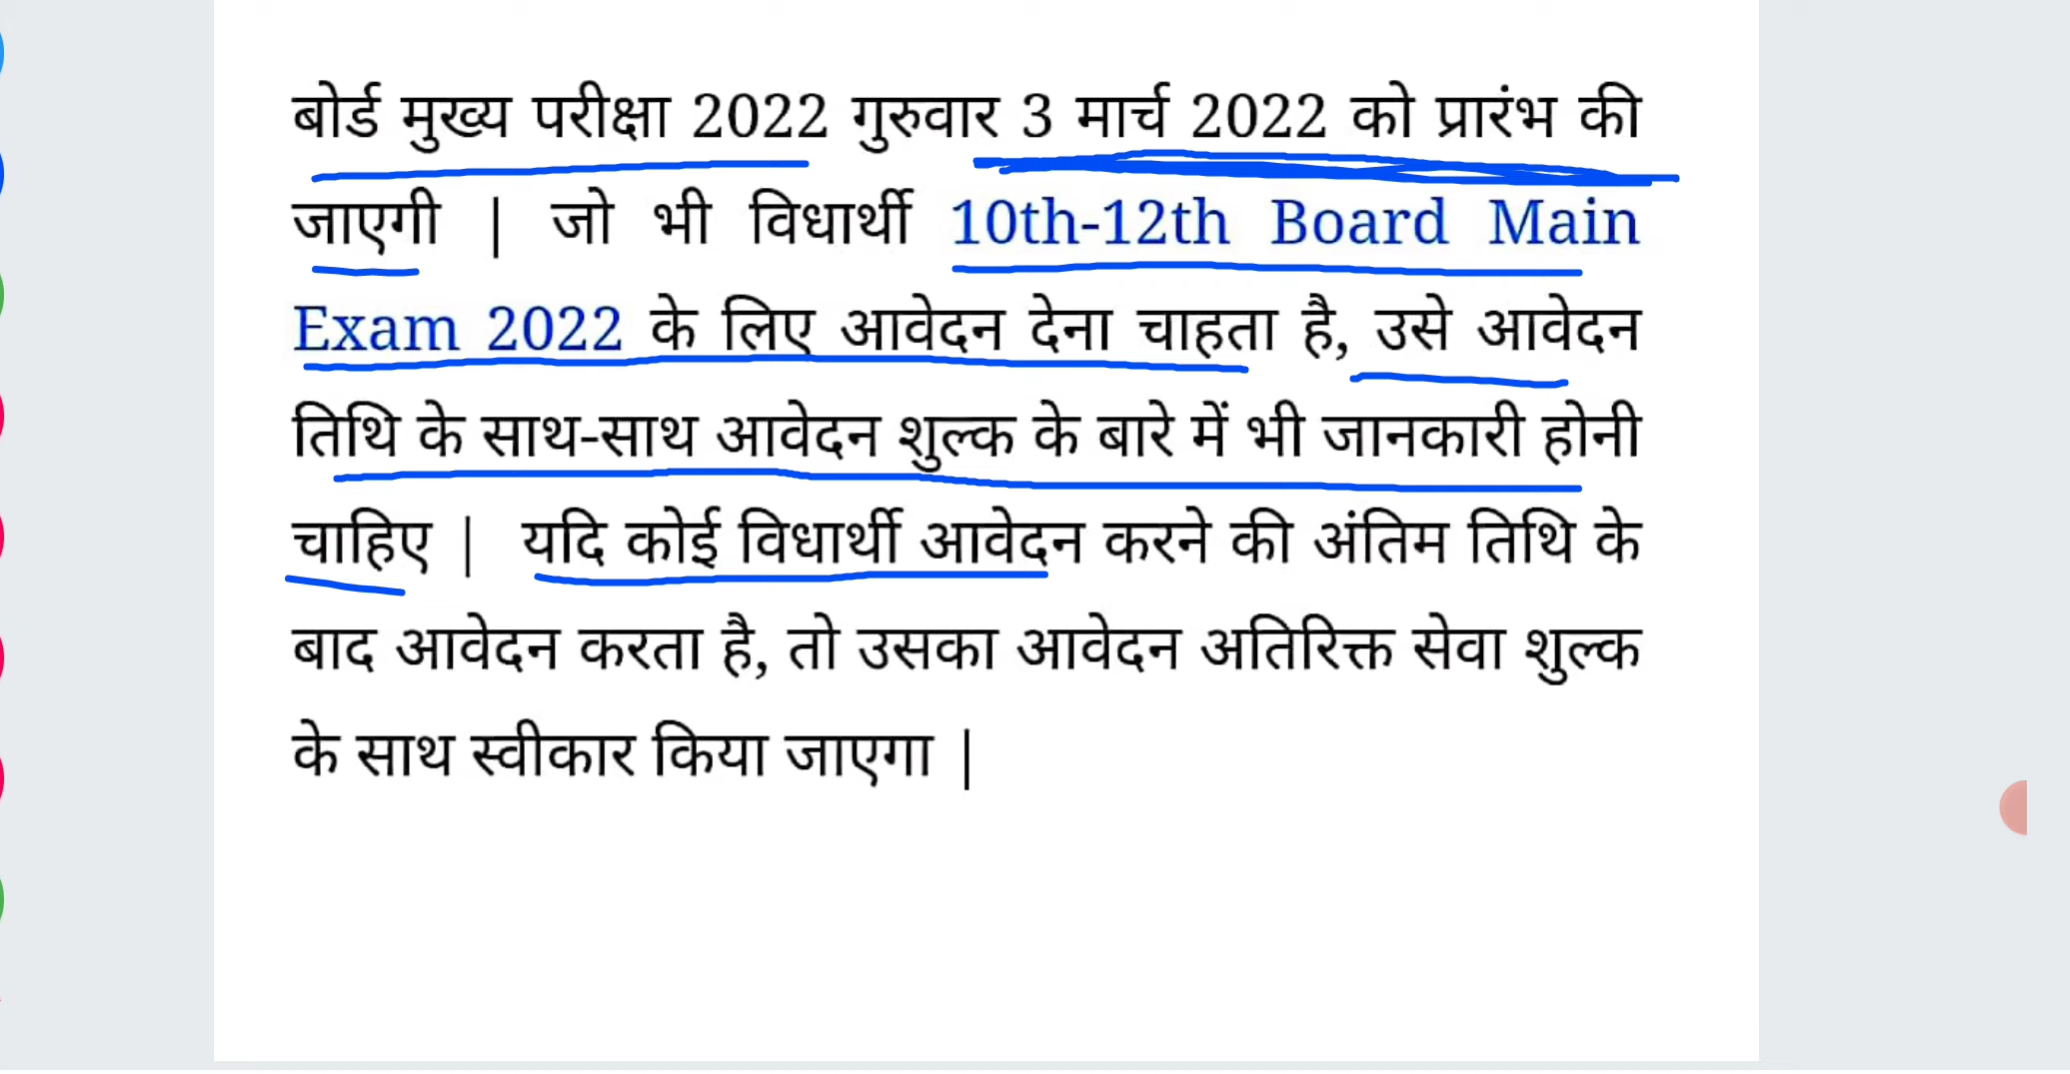 बोर्ड मुख्य परीक्षा 2022 गुरुवार 3 मार्च 2022 को प्रारंभ की
जाएगी | जो भी विधार्थी 10th-12th Board Main
Exam 2022 के लिए आवेदन देना चाहता है, उसे आवेदन
तिथि के साथ-साथ आवेदन शुल्क के बारे में भी जानकारी होनी
चाहिए | यदि कोई विधार्थी आवेदन करने की अंतिम तिथि के
बाद आवेदन करता है, तो उसका आवेदन अतिरिक्त सेवा शुल्क
के साथ स्वीकार किया जाएगा |